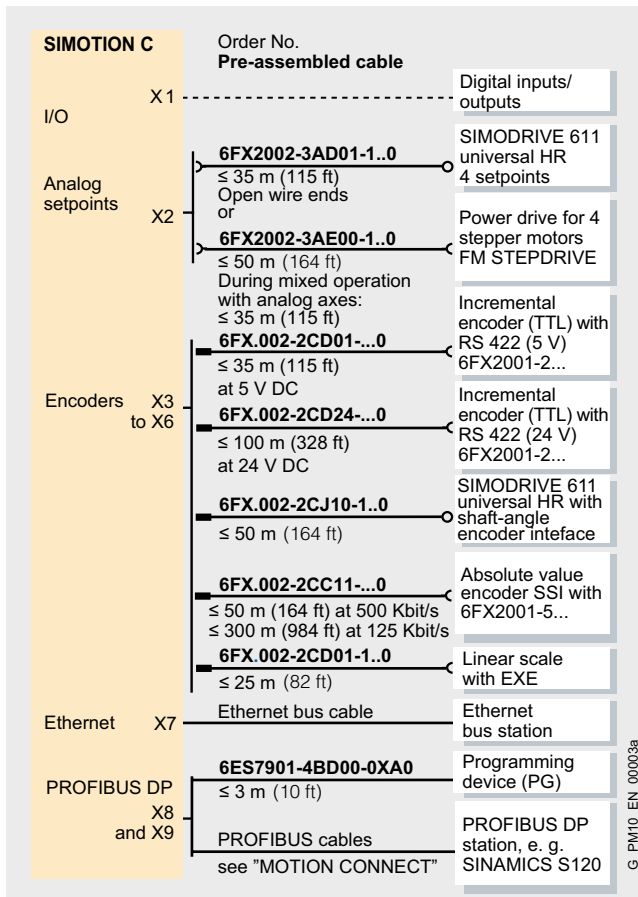 SIMOTION C
Order No.
Pre-assembled cable
I/O
X1
Digital inputs/
outputs
Analog
setpoints
X2
6FX2002-3AD01-1..0
≤ 35 m (115 ft)
Open wire ends
or
SIMODRIVE 611
universal HR
4 setpoints
6FX2002-3AE00-1..0
≤ 50 m (164 ft)
During mixed operation
with analog axes:
≤ 35 m (115 ft)
Power drive for 4
stepper motors
FM STEPDRIVE
Encoders X3
to X6
6FX.002-2CD01-...0
≤ 35 m (115 ft)
at 5 V DC
Incremental
encoder (TTL) with
RS 422 (5 V)
6FX2001-2...
6FX.002-2CD24-...0
≤ 100 m (328 ft)
at 24 V DC
Incremental
encoder (TTL) with
RS 422 (24 V)
6FX2001-2...
6FX.002-2CJ10-1..0
≤ 50 m (164 ft)
SIMODRIVE 611
universal HR with
shaft-angle
encoder inteface
6FX.002-2CC11-...0
≤ 50 m (164 ft) at 500 Kbit/s
≤ 300 m (984 ft) at 125 Kbit/s
Absolute value
encoder SSI with
6FX2001-5...
6FX.002-2CD01-1..0
≤ 25 m (82 ft)
Linear scale
with EXE
Ethernet X7
Ethernet bus cable
Ethernet
bus station
PROFIBUS DP
X8
and X9
6ES7901-4BD00-0XA0
≤ 3 m (10 ft)
Programming
device (PG)
PROFIBUS cables
see "MOTION CONNECT"
PROFIBUS DP
station, e. g.
SINAMICS S120
G_PM10_EN_00003a